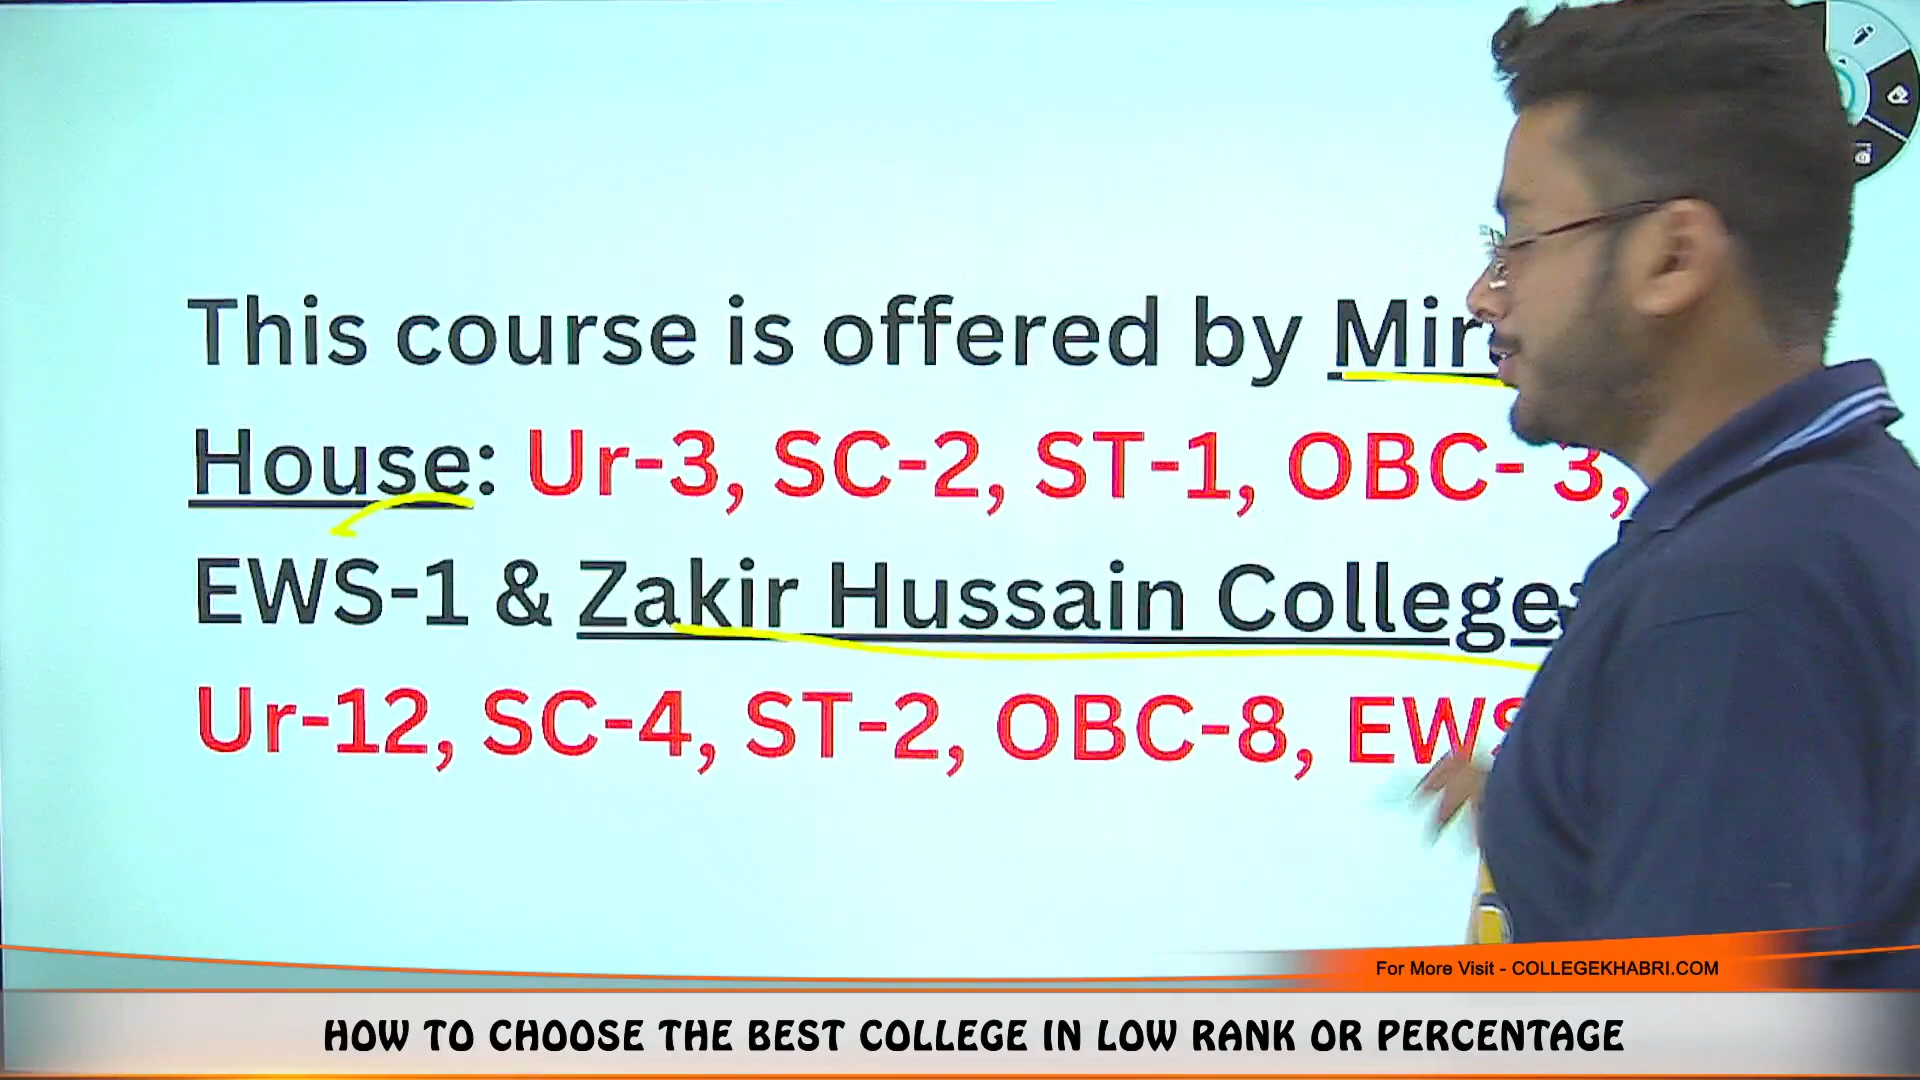 This course is offered by
House: Ur-3, SC-2, ST-1, OBC- 3,
EWS-1 & Zakir Hussain College:
Ur-12, SC-4, ST-2, OBC-8,
For More Visit - COLLEGEKHABRI.COM
HOW TO CHOOSE THE BEST COLLEGE IN LOW RANK OR PERCENTAGE